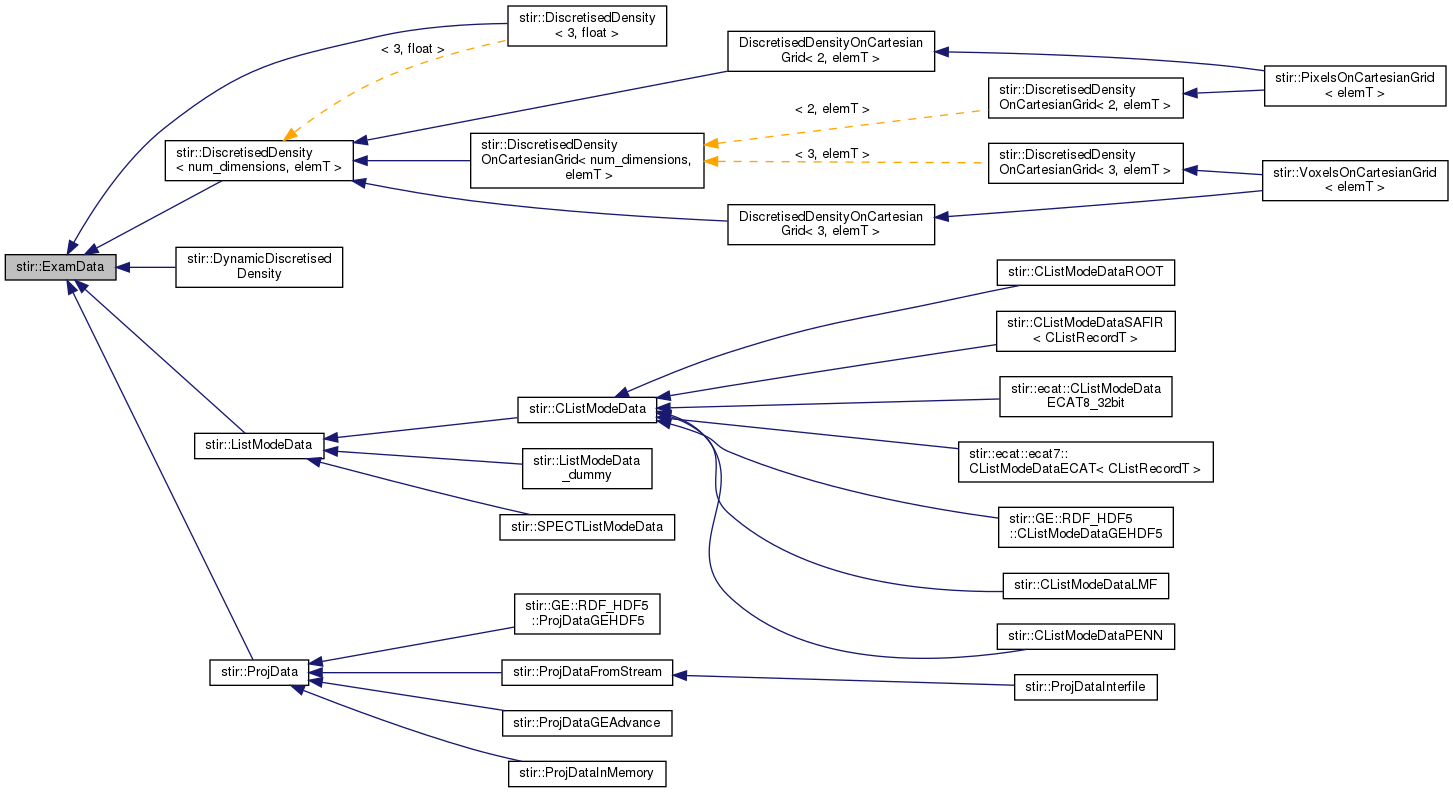 stir::DiscretisedDensity
< 3, float >
< 3, float >
DiscretisedDensityOnCartesian
Grid< 2, elemT >
stir::PixelsOnCartesianGrid
< elemT >
stir::DiscretisedDensity
OnCartesianGrid< 2, elemT >
< 2, elemT >
stir::DiscretisedDensity
< num_dimensions, elemT >
stir::DiscretisedDensity
OnCartesianGrid< num_dimensions,
elemT >
< 3, elemT >
stir::DiscretisedDensity
OnCartesianGrid< 3, elemT >
stir::VoxelsOnCartesianGrid
< elemT >
DiscretisedDensityOnCartesian
Grid< 3, elemT >
stir::ExamData
stir::DynamicDiscretised
Density
stir::CListModeDataROOT
stir::CListModeDataSAFIR
< CListRecordT >
stir::ecat::CListModeData
ECAT8_32bit
stir::CListModeData
stir::ListModeData
stir::ListModeData
_dummy
stir::ecat::ecat7::
CListModeDataECAT< CListRecordT >
stir::SPECTListModeData
stir::GE::RDF_HDF5
::CListModeDataGEHDF5
stir::CListModeDataLMF
stir::CListModeDataPENN
stir::GE::RDF_HDF5
::ProjDataGEHDF5
stir::ProjData
stir::ProjDataFromStream
stir::ProjDataInterfile
stir::ProjDataGEAdvance
stir::ProjDataInMemory